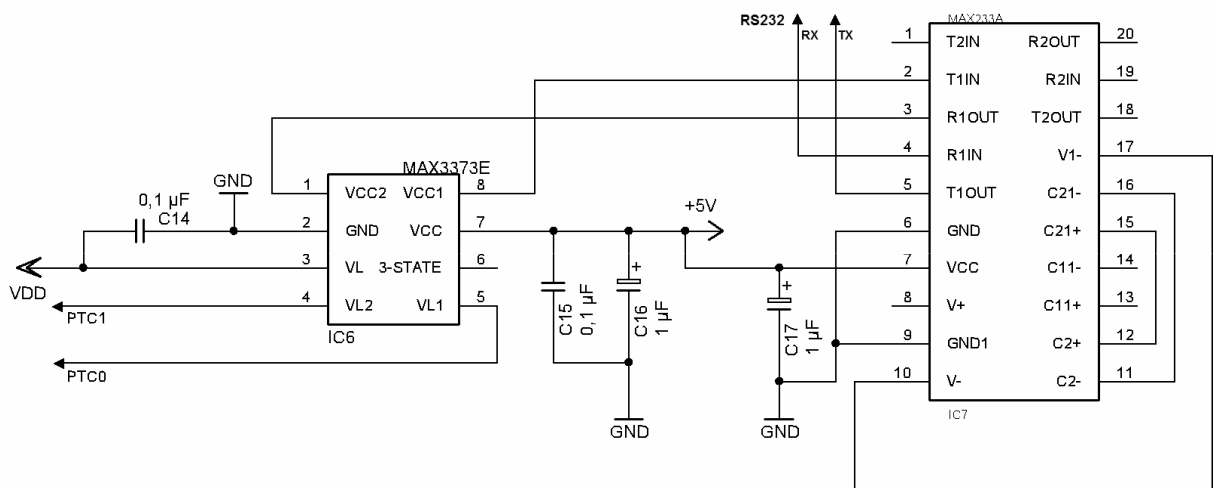 RS232
RX
TX
MAX233A
1 T2IN R2OUT 20
2 T1IN R2IN 19
3 R1OUT T2OUT 18
4 R1IN V1- 17
5 T1OUT C21- 16
6 GND C21+ 15
7 VCC C11- 14
8 V+ C11+ 13
9 GND1 C2+ 12
10 V- C2- 11
IC7
MAX3373E
1 VCC2 VCC1 8
2 GND VCC 7
3 VL 3-STATE 6
4 VL2 VL1 5
IC6
GND
0,1 µF
C14
VDD
PTC1
PTC0
+5V
C15
0,1 µF
+
C16
1 µF
GND
+
C17
1 µF
GND